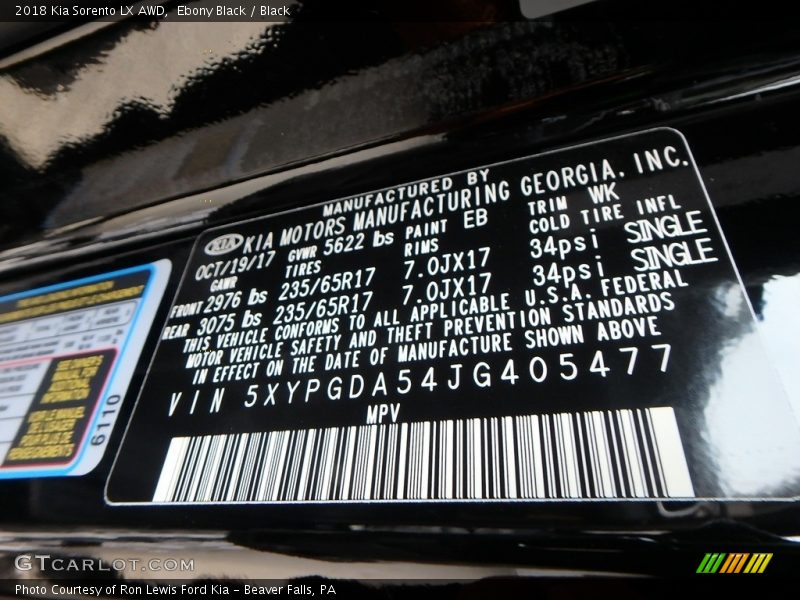 2018 Kia Sorento LX AWD,  Ebony Black / Black
MANUFACTURED BY
KIA KIA MOTORS MANUFACTURING GEORGIA. INC.
OCT/19/17 GVWR 5622 lbs PAINT EB TRIM WK
GAWR TIRES RIMS COLD TIRE INFL
FRONT 2976 lbs 235/65R17 7.0JX17 34psi SINGLE
REAR 3075 lbs 235/65R17 7.0JX17 34psi SINGLE
THIS VEHICLE CONFORMS TO ALL APPLICABLE U.S.A. FEDERAL
MOTOR VEHICLE SAFETY AND THEFT PREVENTION STANDARDS
IN EFFECT ON THE DATE OF MANUFACTURE SHOWN ABOVE
VIN 5XYPGDA54JG405477
MPV
6110
GTCARLOT.COM
Photo Courtesy of Ron Lewis Ford Kia - Beaver Falls, PA